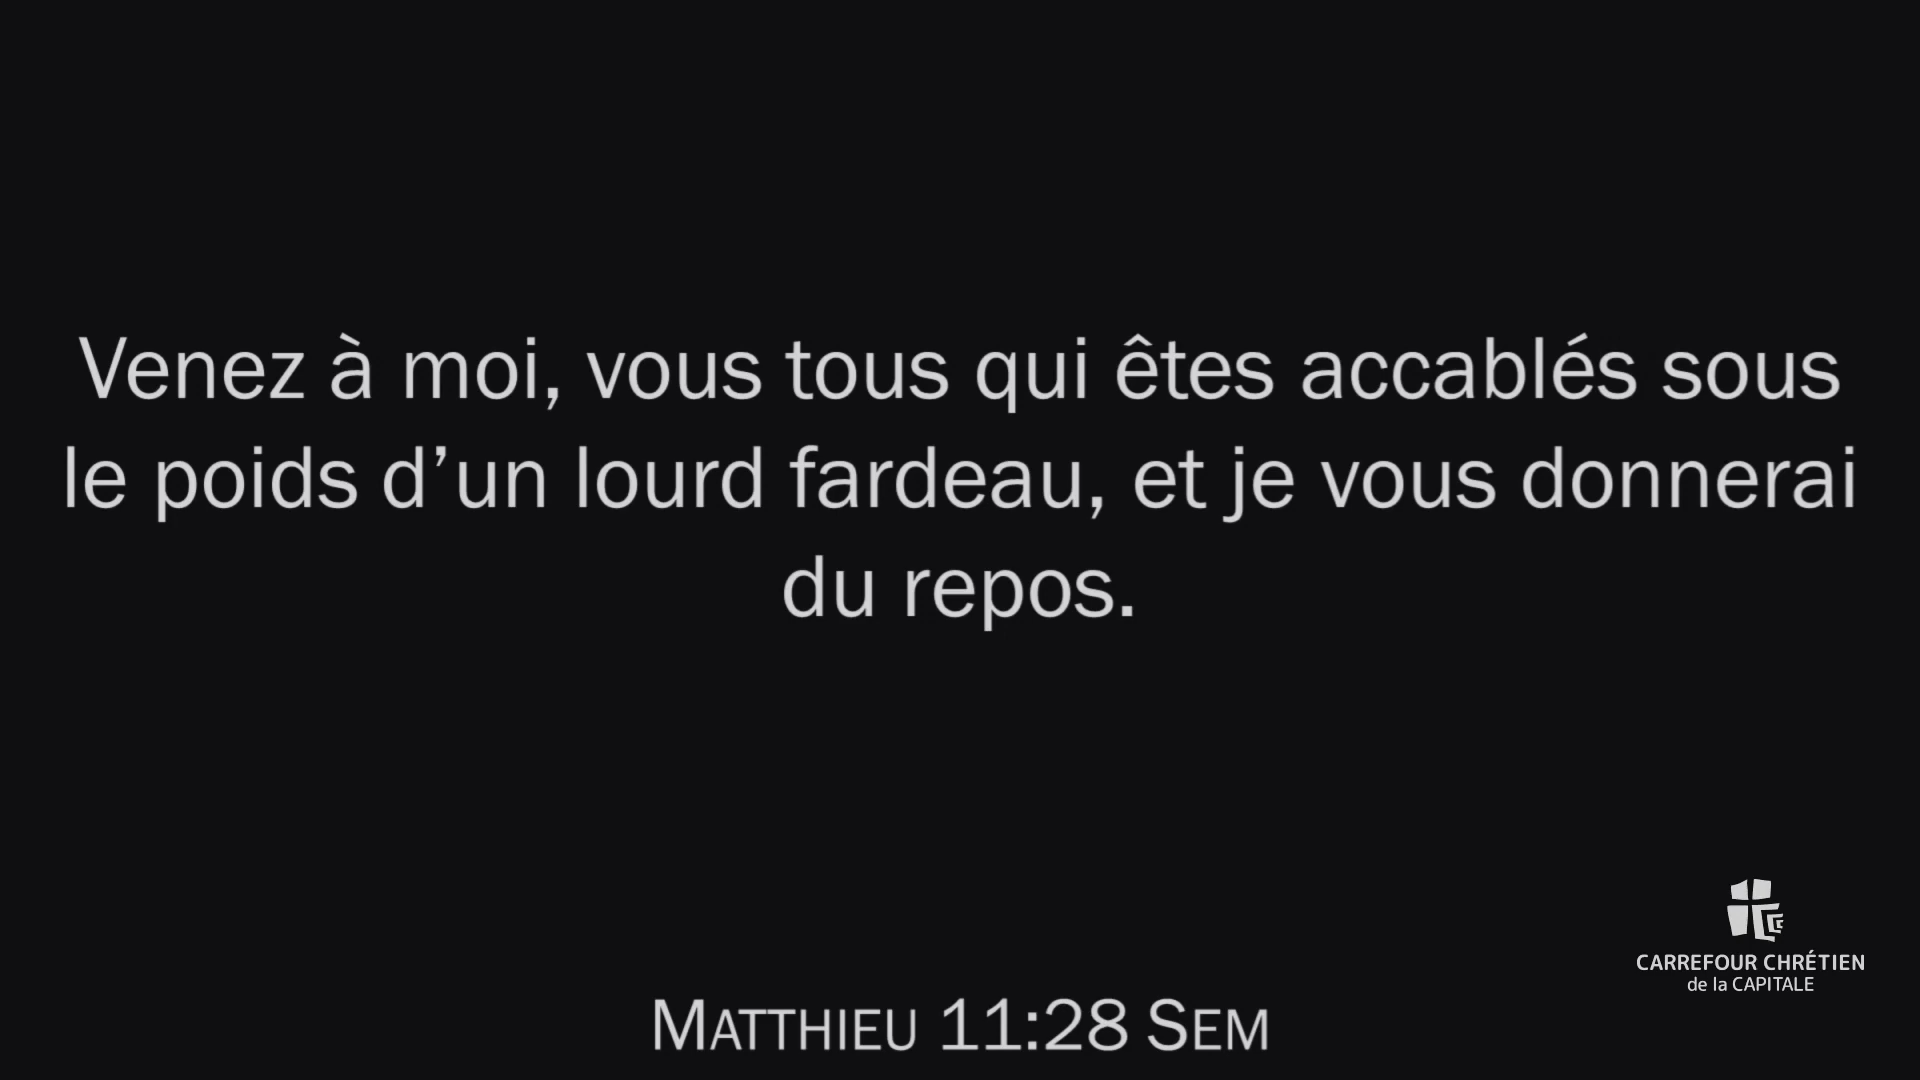 Venez à moi, vous tous qui êtes accablés sous
le poids d’un lourd fardeau, et je vous donnerai
du repos.
CARREFOUR CHRÉTIEN
de la CAPITALE
MATTHIEU 11:28 SEM